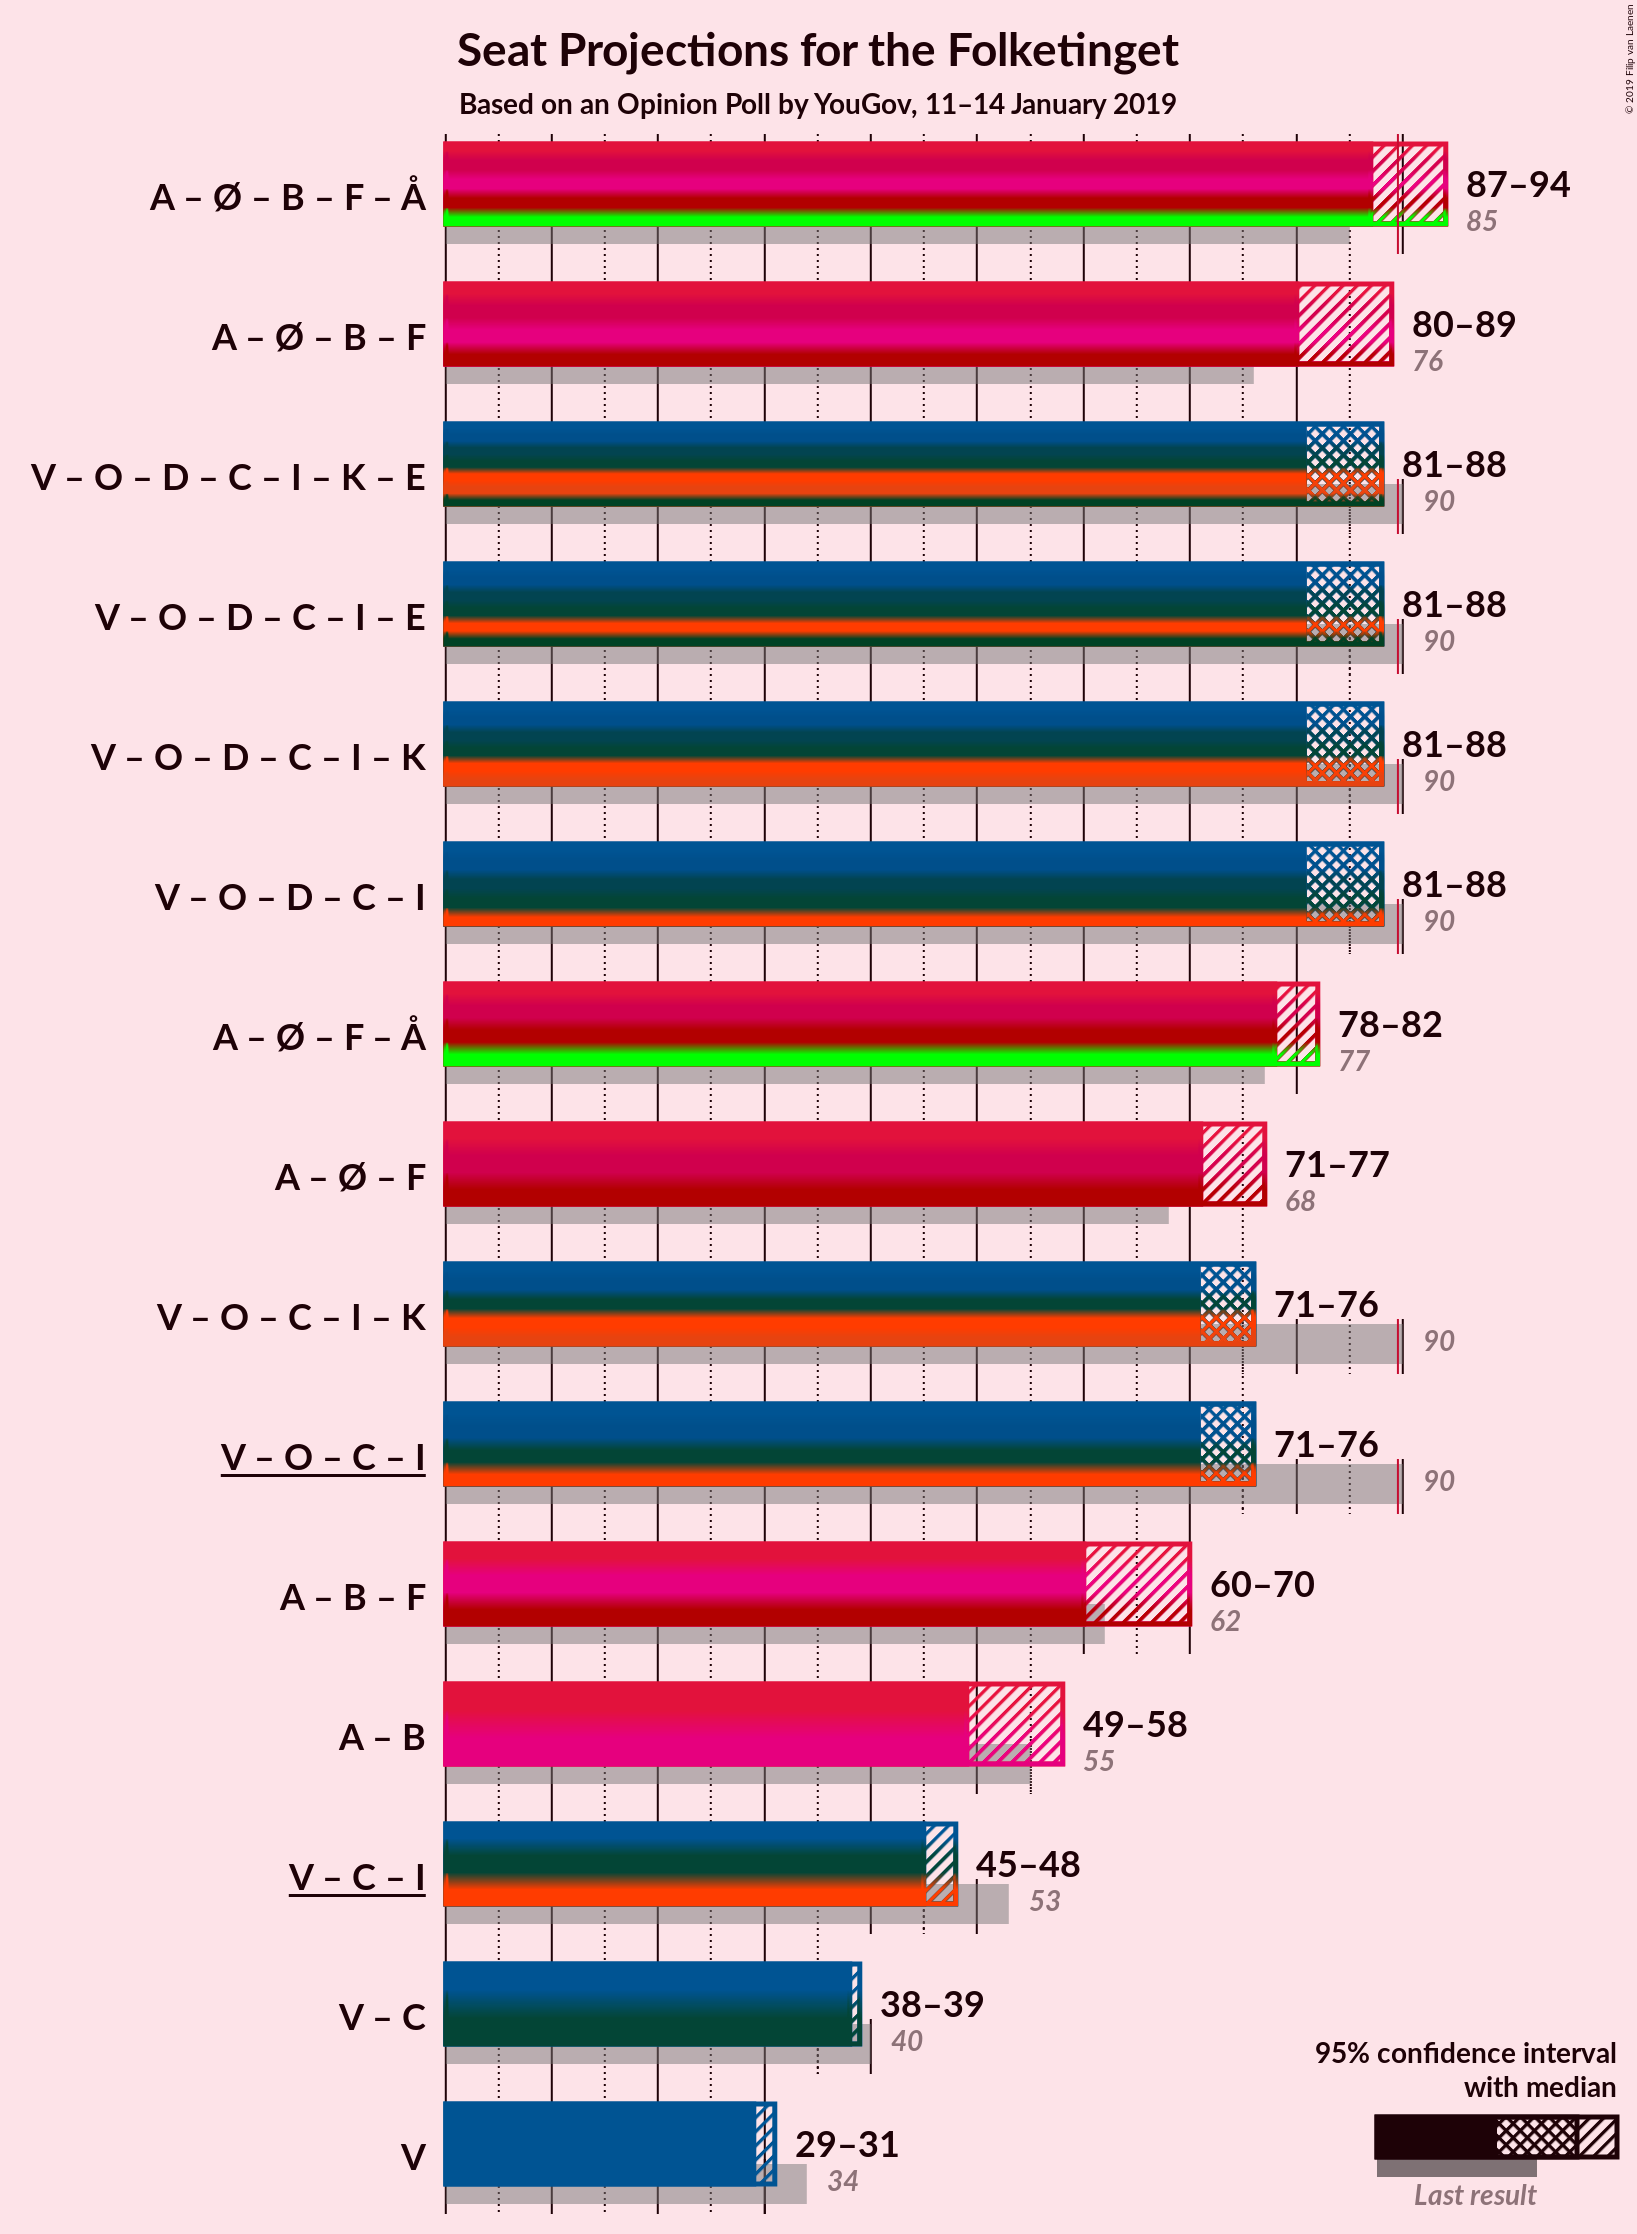 Seat Projections for the Folketinget
Based on an Opinion Poll by YouGov, 11–14 January 2019
© 2019 Filip van Laenen
A – Ø – B – F – Å
87–94
85
A – Ø – B – F
80–89
76
V – O – D – C – I – K – E
81–88
90
V – O – D – C – I – E
81–88
90
V – O – D – C – I – K
81–88
90
V – O – D – C – I
81–88
90
A – Ø – F – Å
78–82
77
A – Ø – F
71–77
68
V – O – C – I – K
71–76
90
V – O – C – I
71–76
90
A – B – F
60–70
62
A – B
49–58
55
V – C – I
45–48
53
V – C
38–39
40
V
29–31
34
95% confidence interval
with median
Last result